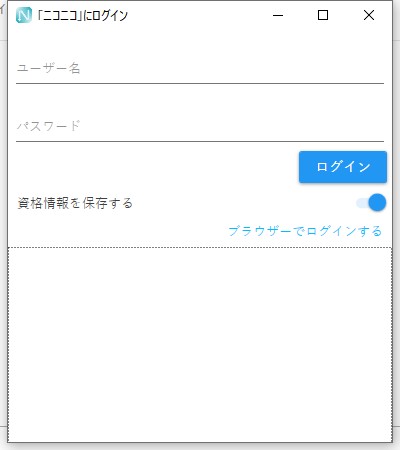 「ニコニコ」にログイン
ユーザー名
パスワード
ログイン
資格情報を保存する
ブラウザーでログインする